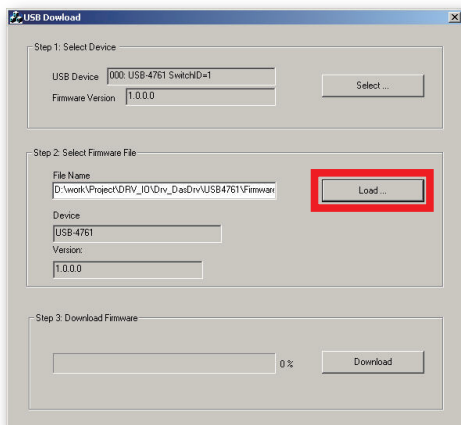 USB Dowload
Step 1: Select Device
USB Device 000: USB-4761 SwitchID=1
Select ...
Firmware Version 1.0.0.0
Step 2: Select Firmware File
File Name
D:\work\Project\DRV_IO\Drv_DasDrv\USB4761\Firmware
Load ...
Device
USB-4761
Version:
1.0.0.0
Step 3: Download Firmware
0 %
Download